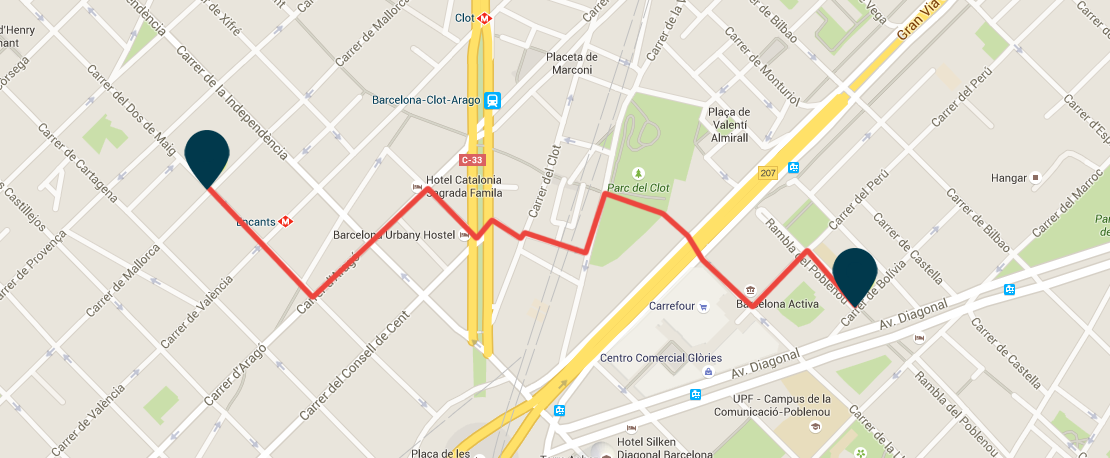 d'Henry
nant
Còrsega
Carrer de Xifré
Carrer de Mallorca
Clot
Placeta de
Marconi
Carrer de la V
Carrer de Bilbao
Vega
Gran Via
Carrer de Monturiol
Carrer del Perú
Carrer d'Esp
Carrer del Dos de Maig
Carrer de la Independència
Barcelona-Clot-Arago
Plaça de
Valentí
Almirall
Carrer de Cartagena
C-33
207
Hotel Catalonia
Sagrada Familia
Carrer del Clot
Parc del Clot
Carrer del Perú
Hangar
Carrer del Marroc
Castillejos
Encants
Barcelona Urbany Hostel
Rambla del Poblenou
Carrer de Bilbao
Parc de
Carrer de Provença
Carrer de Mallorca
Carrer d'Aragó
Carrer de Castella
Carrer de València
Carrer de Bolívia
Carrefour
Barcelona Activa
Av. Diagonal
Carrer del Consell de Cent
Carrer d'Aragó
Centro Comercial Glòries
Av. Diagonal
Carrer de Castella
Carrer de València
UPF - Campus de la
Comunicació-Poblenou
Rambla del Poblenou
Carrer de la Ll
Hotel Silken
Diagonal Barcelona
Plaça de les